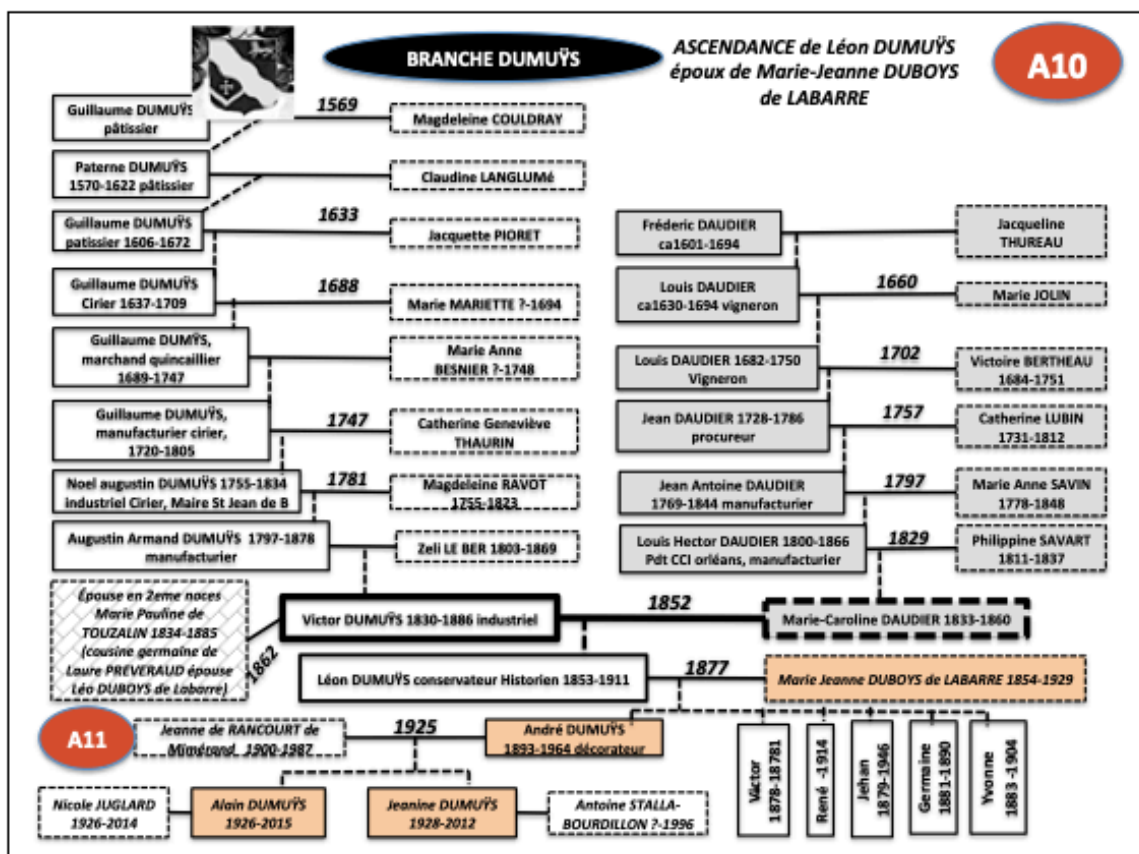 BRANCHE DUMUŸS
ASCENDANCE de Léon DUMUŸS
époux de Marie-Jeanne DUBOYS
de LABARRE
A10
Guillaume DUMUŸS
pâtissier
1569
Magdeleine COULDRAY
Paterne DUMUŸS
1570-1622 pâtissier
Claudine LANGLUMé
Guillaume DUMUŸS
patissier 1606-1672
1633
Jacquette PIORET
Guillaume DUMUŸS
Cirier 1637-1709
1688
Marie MARIETTE ?-1694
Guillaume DUMŸS,
marchand quincaillier
1689-1747
Marie Anne
BESNIER ?-1748
Guillaume DUMUŸS,
manufacturier cirier,
1720-1805
1747
Catherine Geneviève
THAURIN
Noel augustin DUMUŸS 1755-1834
industriel Cirier, Maire St Jean de B
1781
Magdeleine RAVOT
1755-1823
Augustin Armand DUMUŸS 1797-1878
manufacturier
Zeli LE BER 1803-1869
Fréderic DAUDIER
ca1601-1694
Jacqueline
THUREAU
Louis DAUDIER
ca1630-1694 vigneron
1660
Marie JOLIN
Louis DAUDIER 1682-1750
Vigneron
1702
Victoire BERTHEAU
1684-1751
Jean DAUDIER 1728-1786
procureur
1757
Catherine LUBIN
1731-1812
Jean Antoine DAUDIER
1769-1844 manufacturier
1797
Marie Anne SAVIN
1778-1848
Louis Hector DAUDIER 1800-1866
Pdt CCI orléans, manufacturier
1829
Philippine SAVART
1811-1837
Épouse en 2eme noces
Marie Pauline de
TOUZALIN 1834-1885
(cousine germaine de
Laure PREVERAUD épouse
Léo DUBOYS de Labarre)
1862
Victor DUMUŸS 1830-1886 industriel
1852
Marie-Caroline DAUDIER 1833-1860
Léon DUMUŸS conservateur Historien 1853-1911
1877
Marie Jeanne DUBOYS de LABARRE 1854-1929
A11
Jeanne de RANCOURT de
Mimérand 1900-1987
1925
André DUMUŸS
1893-1964 décorateur
Victor
1878-18781
René -1914
Jehan
1879-1946
Germaine
1881-1890
Yvonne
1883 -1904
Nicole JUGLARD
1926-2014
Alain DUMUŸS
1926-2015
Jeanine DUMUŸS
1928-2012
Antoine STALLA-
BOURDILLON ?-1996